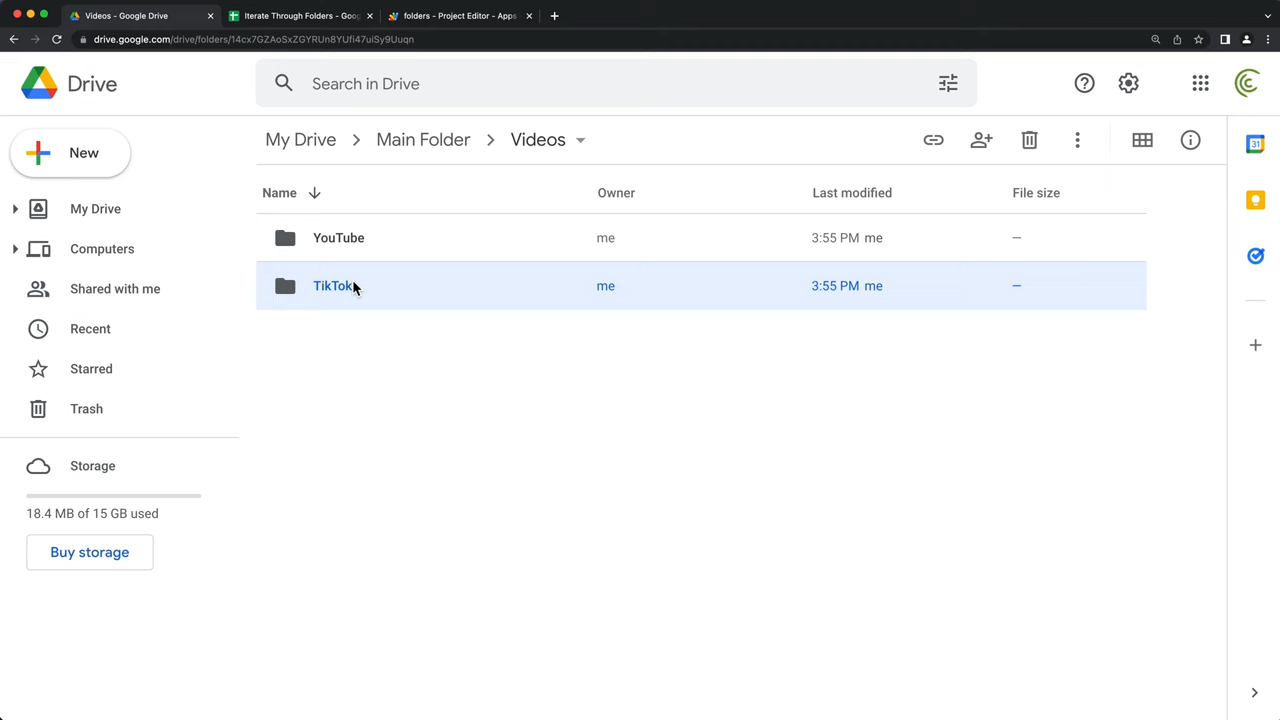 Videos - Google Drive
Iterate Through Folders - Goog
folders - Project Editor - Apps
drive.google.com/drive/folders/14cx7GZAoSxZGYRUn8YUfi47uiSy9Uuqn
Drive
Search in Drive
New
My Drive > Main Folder > Videos
Name Owner Last modified File size
YouTube me 3:55 PM me —
TikTok me 3:55 PM me —
My Drive
Computers
Shared with me
Recent
Starred
Trash
Storage
18.4 MB of 15 GB used
Buy storage
31